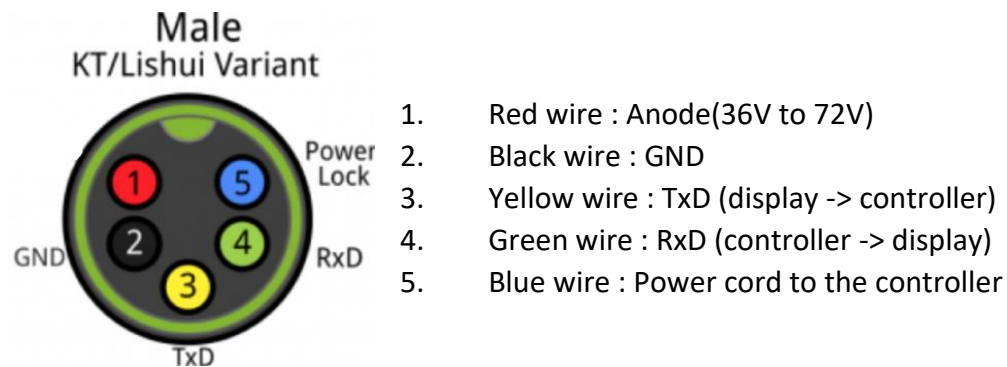 Male
KT/Lishui Variant
1
5
Power
Lock
2
4
GND
RxD
3
TxD
1. Red wire : Anode(36V to 72V)
2. Black wire : GND
3. Yellow wire : TxD (display -> controller)
4. Green wire : RxD (controller -> display)
5. Blue wire : Power cord to the controller